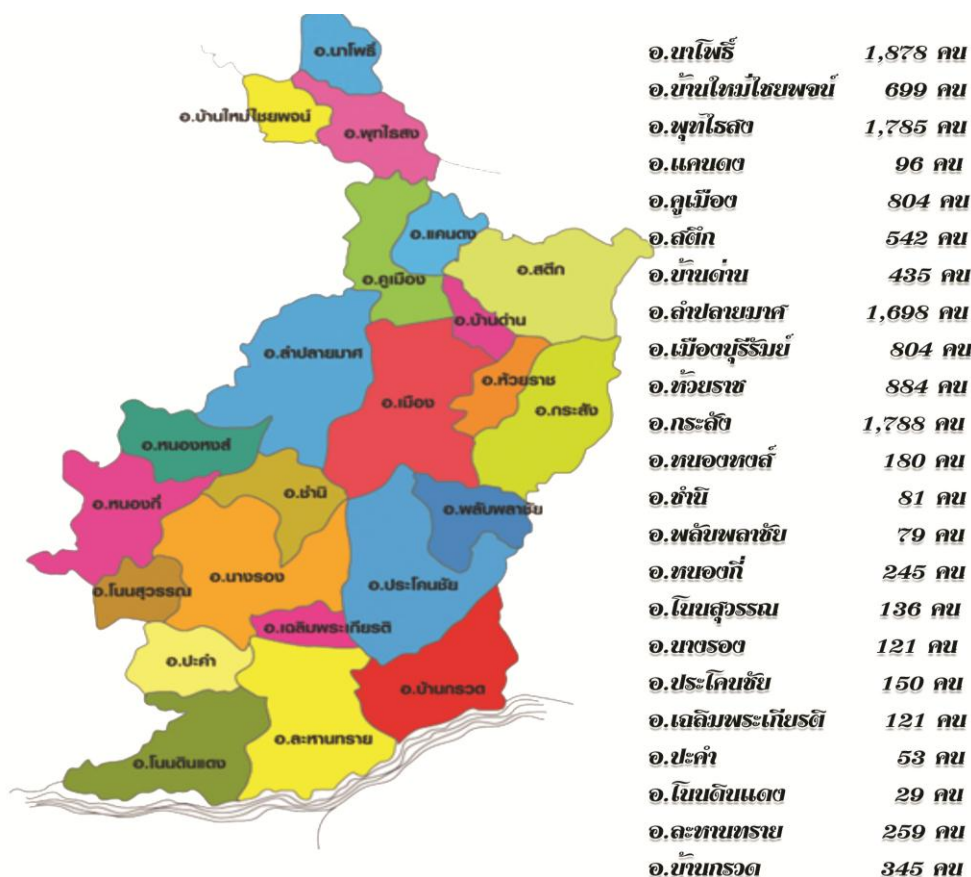 อ.นาโพธิ์
อ.บ้านใหม่ไชยพจน์
อ.พุทไธสง
อ.แคนดง
อ.สตึก
อ.คูเมือง
อ.บ้านด่าน
อ.ลำปลายมาศ
อ.ห้วยราช
อ.เมือง
อ.กระสัง
อ.หนองหงส์
อ.ชำนิ
อ.หนองกี่
อ.พลับพลาชัย
อ.นางรอง
อ.ประโคนชัย
อ.โนนสุวรรณ
อ.เฉลิมพระเกียรติ
อ.ปะคำ
อ.บ้านกรวด
อ.ละหานทราย
อ.โนนดินแดง
อ.นาโพธิ์ 1,878 คน
อ.บ้านใหม่ไชยพจน์ 699 คน
อ.พุทไธสง 1,785 คน
อ.แคนดง 96 คน
อ.คูเมือง 804 คน
อ.สตึก 542 คน
อ.บ้านด่าน 435 คน
อ.ลำปลายมาศ 1,698 คน
อ.เมืองบุรีรัมย์ 804 คน
อ.ห้วยราช 884 คน
อ.กระสัง 1,788 คน
อ.หนองหงส์ 180 คน
อ.ชำนิ 81 คน
อ.พลับพลาชัย 79 คน
อ.หนองกี่ 245 คน
อ.โนนสุวรรณ 136 คน
อ.นางรอง 121 คน
อ.ประโคนชัย 150 คน
อ.เฉลิมพระเกียรติ 121 คน
อ.ปะคำ 53 คน
อ.โนนดินแดง 29 คน
อ.ละหานทราย 259 คน
อ.บ้านกรวด 345 คน